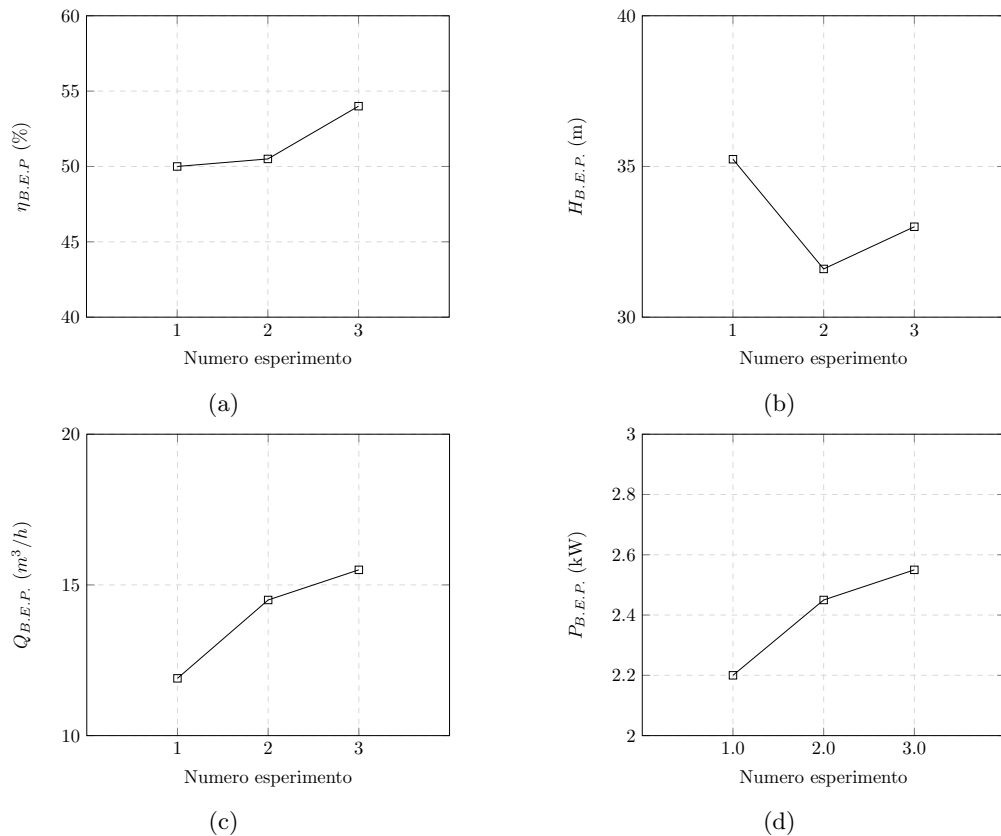 60
55
50
45
40
η_{B.E.P} (%)
1 2 3
Numero esperimento
(a)
40
35
30
H_{B.E.P.} (m)
1 2 3
Numero esperimento
(b)
20
15
10
Q_{B.E.P.} (m³/h)
1 2 3
Numero esperimento
(c)
3
2.8
2.6
2.4
2.2
2
P_{B.E.P.} (kW)
1.0 2.0 3.0
Numero esperimento
(d)